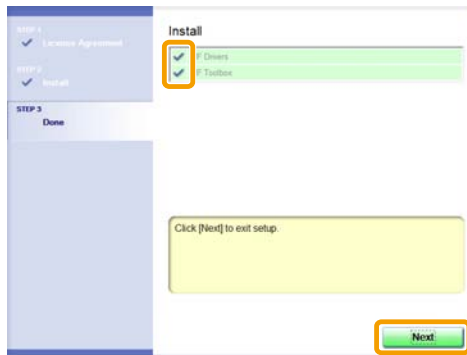 STEP 1
License Agreement
STEP 2
Install
STEP 3
Done
Install
F Drivers
F Toolbox
Click [Next] to exit setup.
Next